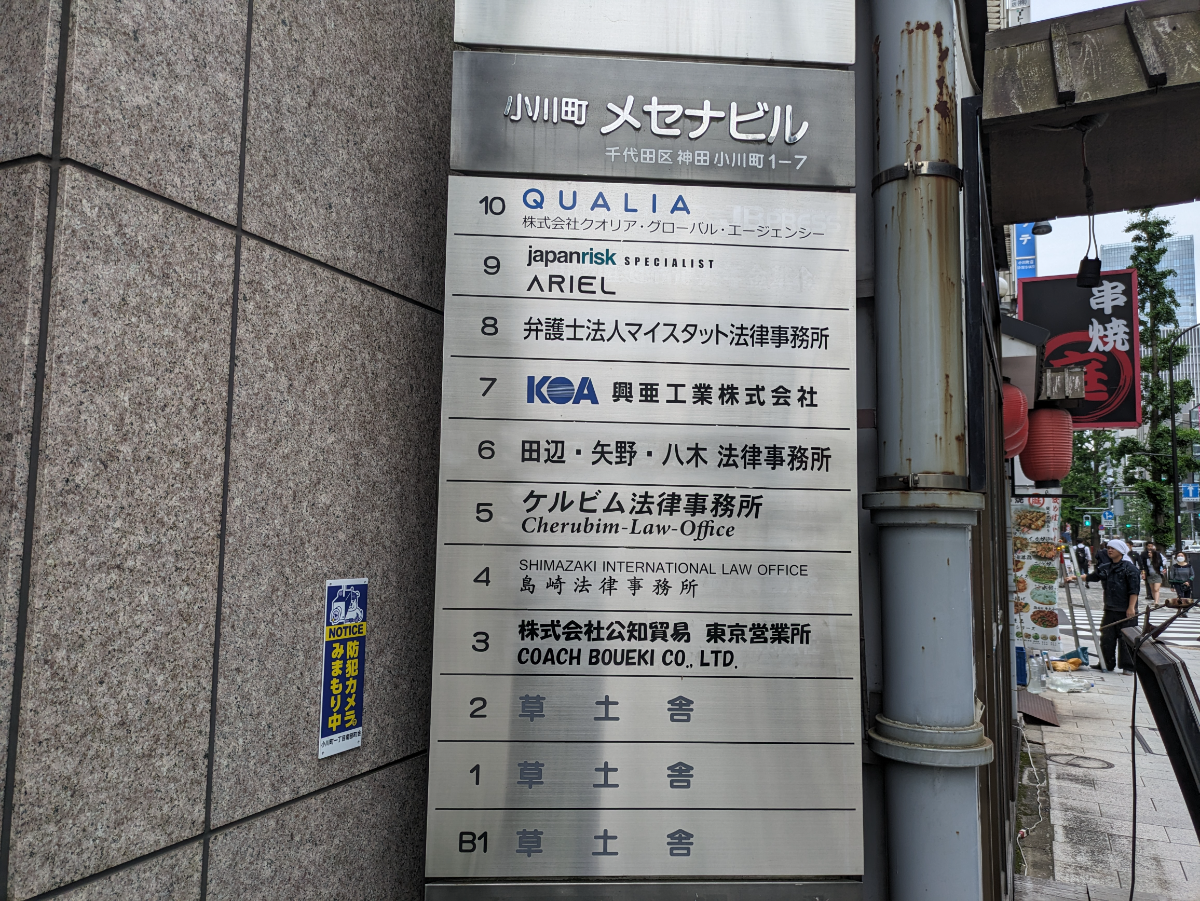 小川町 メセナビル
千代田区神田小川町1-7
10 QUALIA
株式会社クオリア・グローバル・エージェンシー
9 japanrisk SPECIALIST
ARIEL
8 弁護士法人マイスタット法律事務所
7 KOA 興亜工業株式会社
6 田辺・矢野・八木 法律事務所
5 ケルビム法律事務所
Cherubim-Law-Office
4 SHIMAZAKI INTERNATIONAL LAW OFFICE
島崎法律事務所
3 株式会社公知貿易 東京営業所
COACH BOUEKI CO., LTD.
2 草土舎
1 草土舎
B1 草土舎
NOTICE
防犯カメラ
みまもり中
串焼